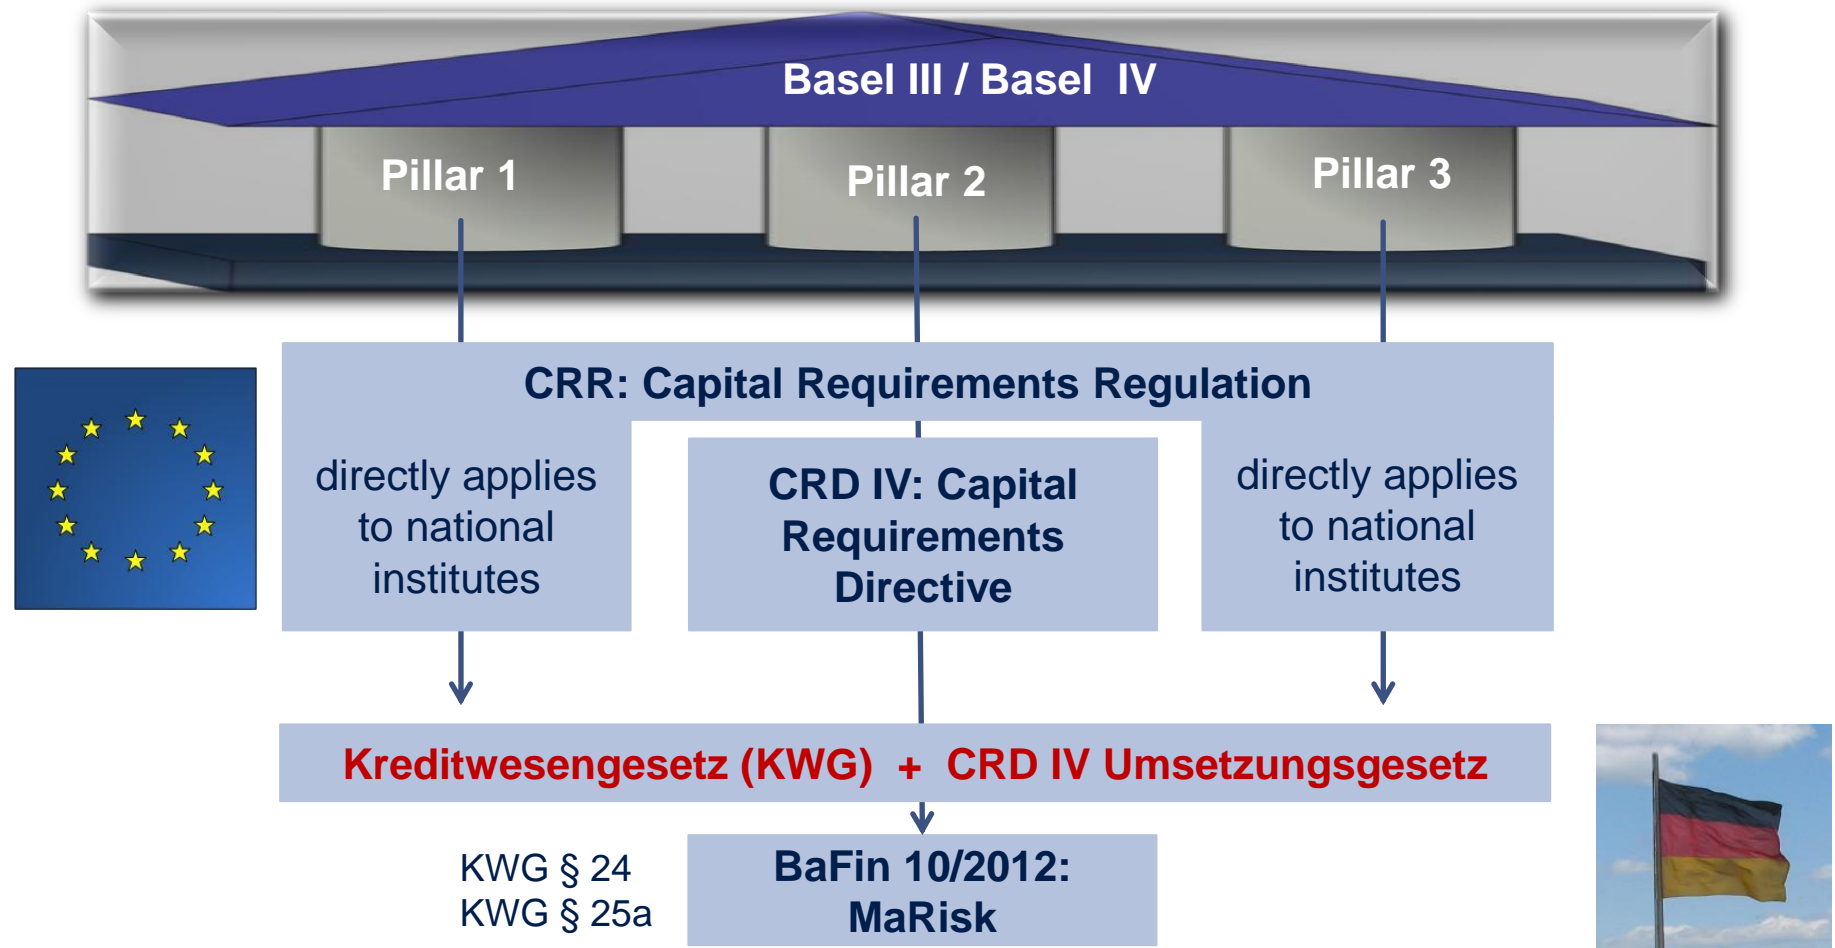 Basel III / Basel IV
Pillar 1
Pillar 2
Pillar 3
CRR: Capital Requirements Regulation
directly applies
to national
institutes
CRD IV: Capital
Requirements
Directive
directly applies
to national
institutes
Kreditwesengesetz (KWG) + CRD IV Umsetzungsgesetz
KWG § 24
KWG § 25a
BaFin 10/2012:
MaRisk